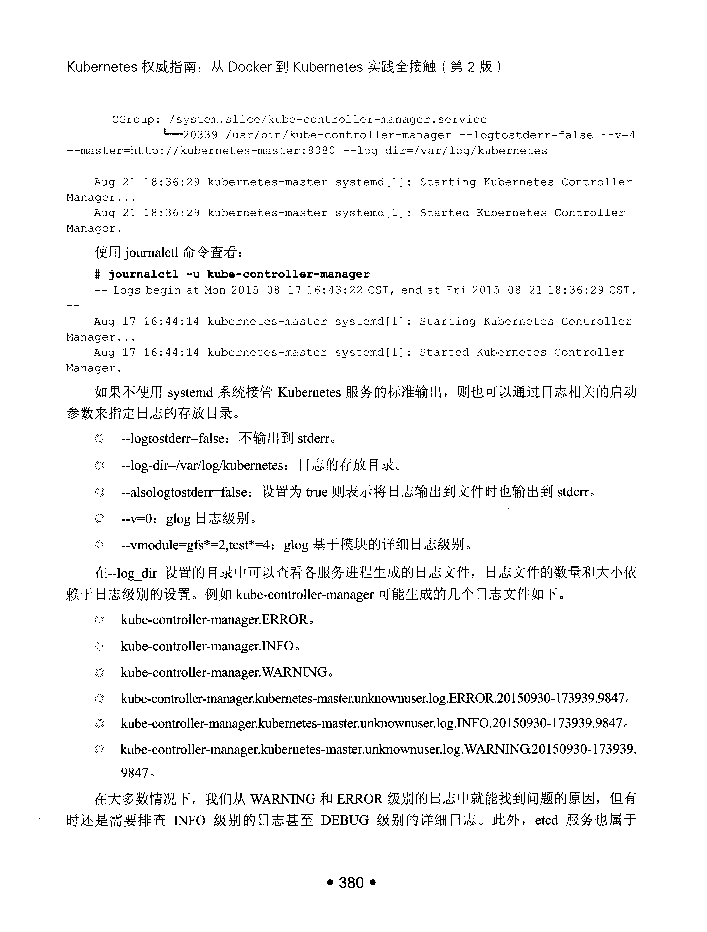 Kubernetes 权威指南：从 Docker 到 Kubernetes 实践全接触（第 2 版）
CGroup: /system.slice/kube-controller-manager.service
└─20339 /usr/bin/kube-controller-manager --logtostderr=false --v=4
--master=http://kubernetes-master:8080 --log_dir=/var/log/kubernetes
Aug 21 18:36:29 kubernetes-master systemd[1]: Starting Kubernetes Controller
Manager...
Aug 21 18:36:29 kubernetes-master systemd[1]: Started Kubernetes Controller
Manager.
使用 journalctl 命令查看：
# journalctl -u kube-controller-manager
-- Logs begin at Mon 2015-08-17 16:43:22 CST, end at Fri 2015-08-21 18:36:29 CST.
--
Aug 17 16:44:14 kubernetes-master systemd[1]: Starting Kubernetes Controller
Manager...
Aug 17 16:44:14 kubernetes-master systemd[1]: Started Kubernetes Controller
Manager.
如果不使用 systemd 系统接管 Kubernetes 服务的标准输出，则也可以通过日志相关的启动
参数来指定日志的存放目录。
◎ --logtostderr=false：不输出到 stderr。
◎ --log-dir=/var/log/kubernetes：日志的存放目录。
◎ --alsologtostderr=false：设置为 true 则表示将日志输出到文件时也输出到 stderr。
◎ --v=0：glog 日志级别。
◎ --vmodule=gfs*=2,test*=4：glog 基于模块的详细日志级别。
在--log_dir 设置的目录中可以查看各服务进程生成的日志文件，日志文件的数量和大小依
赖于日志级别的设置。例如 kube-controller-manager 可能生成的几个日志文件如下。
◎ kube-controller-manager.ERROR。
◎ kube-controller-manager.INFO。
◎ kube-controller-manager.WARNING。
◎ kube-controller-manager.kubernetes-master.unknownuser.log.ERROR.20150930-173939.9847。
◎ kube-controller-manager.kubernetes-master.unknownuser.log.INFO.20150930-173939.9847。
◎ kube-controller-manager.kubernetes-master.unknownuser.log.WARNING.20150930-173939.
9847。
在大多数情况下，我们从 WARNING 和 ERROR 级别的日志中就能找到问题的原因，但有
时还是需要排查 INFO 级别的日志甚至 DEBUG 级别的详细日志。此外，etcd 服务也属于
• 380 •